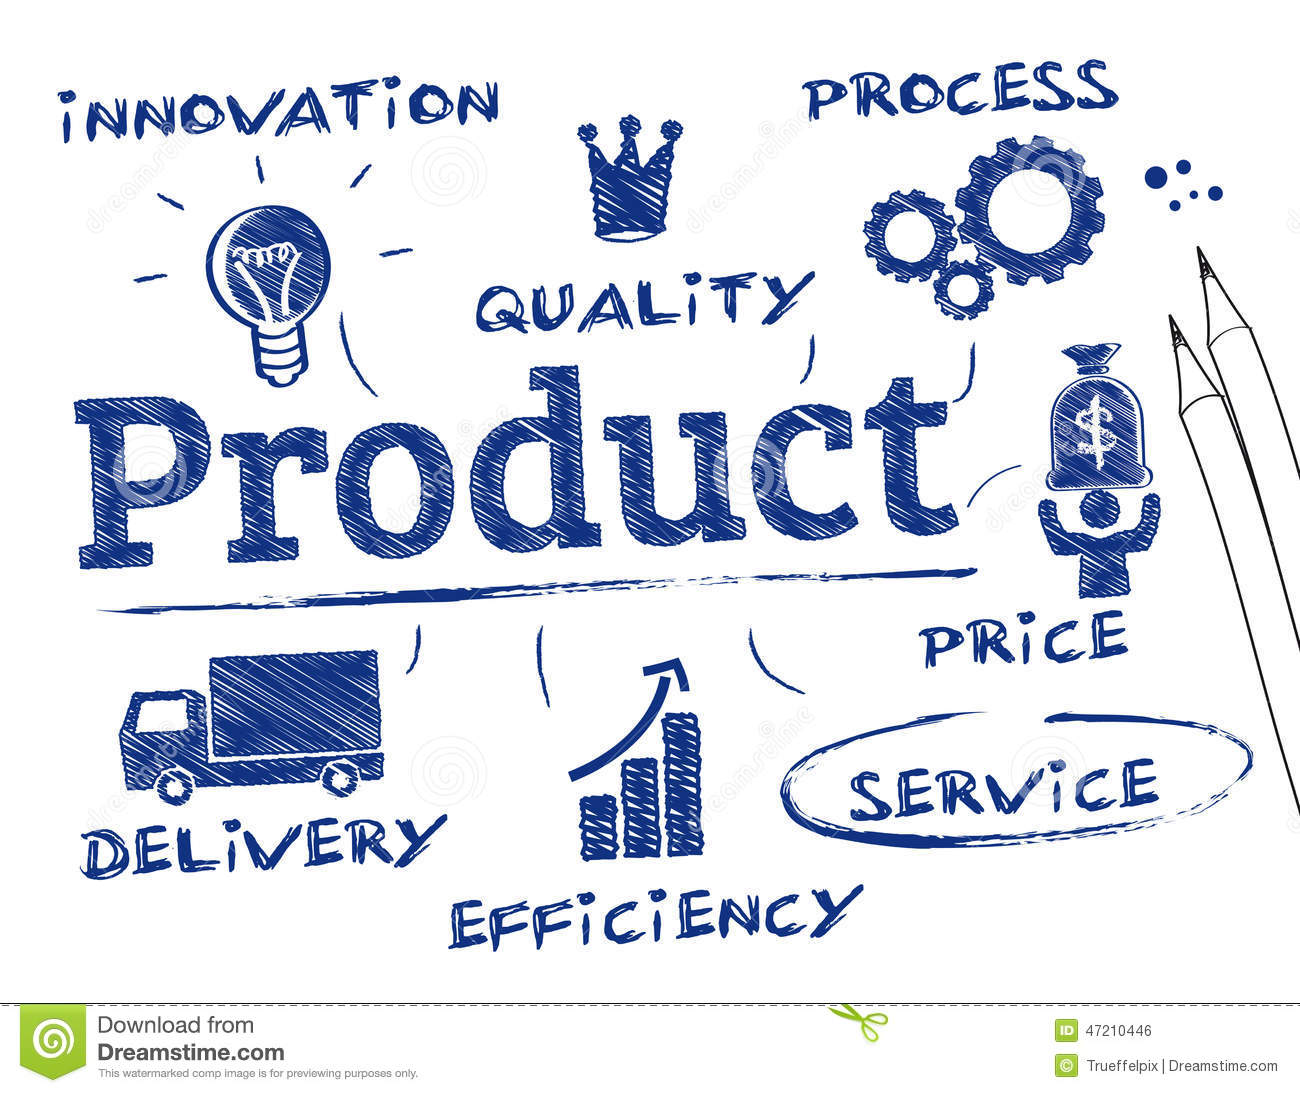 iNNOVATiON
PROCESS
QUALiTY
$
Product
PRiCE
SERViCE
DELiVERY
EFFiCiENCY
Download from
Dreamstime.com
This watermarked comp image is for previewing purposes only.
ID 47210446
© Trueffelpix | Dreamstime.com